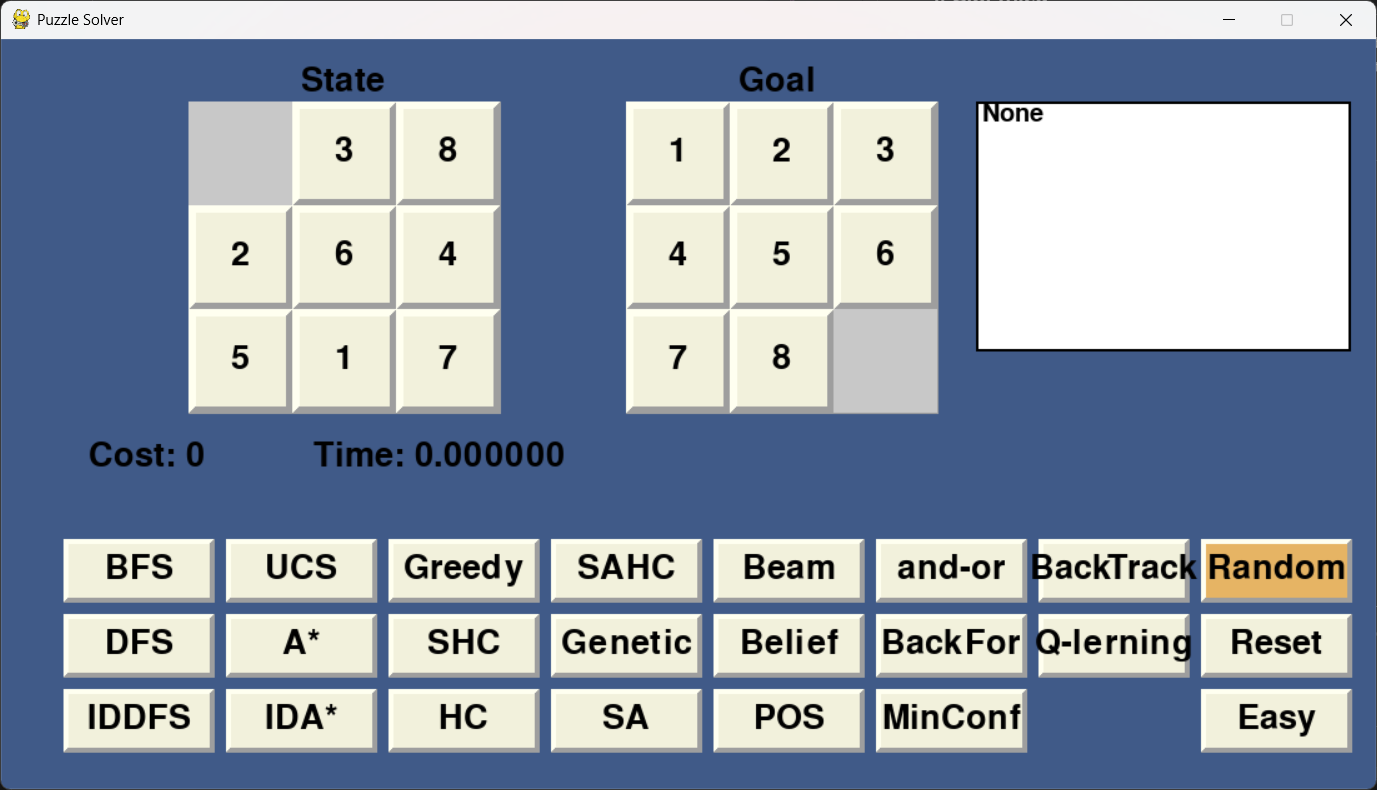 Puzzle Solver
State
Goal
3 8
1 2 3
None
2 6 4
4 5 6
5 1 7
7 8
Cost: 0
Time: 0.000000
BFS
UCS
Greedy
SAHC
Beam
and-or
BackTrack
Random
DFS
A*
SHC
Genetic
Belief
BackFor
Q-lerning
Reset
IDDFS
IDA*
HC
SA
POS
MinConf
Easy